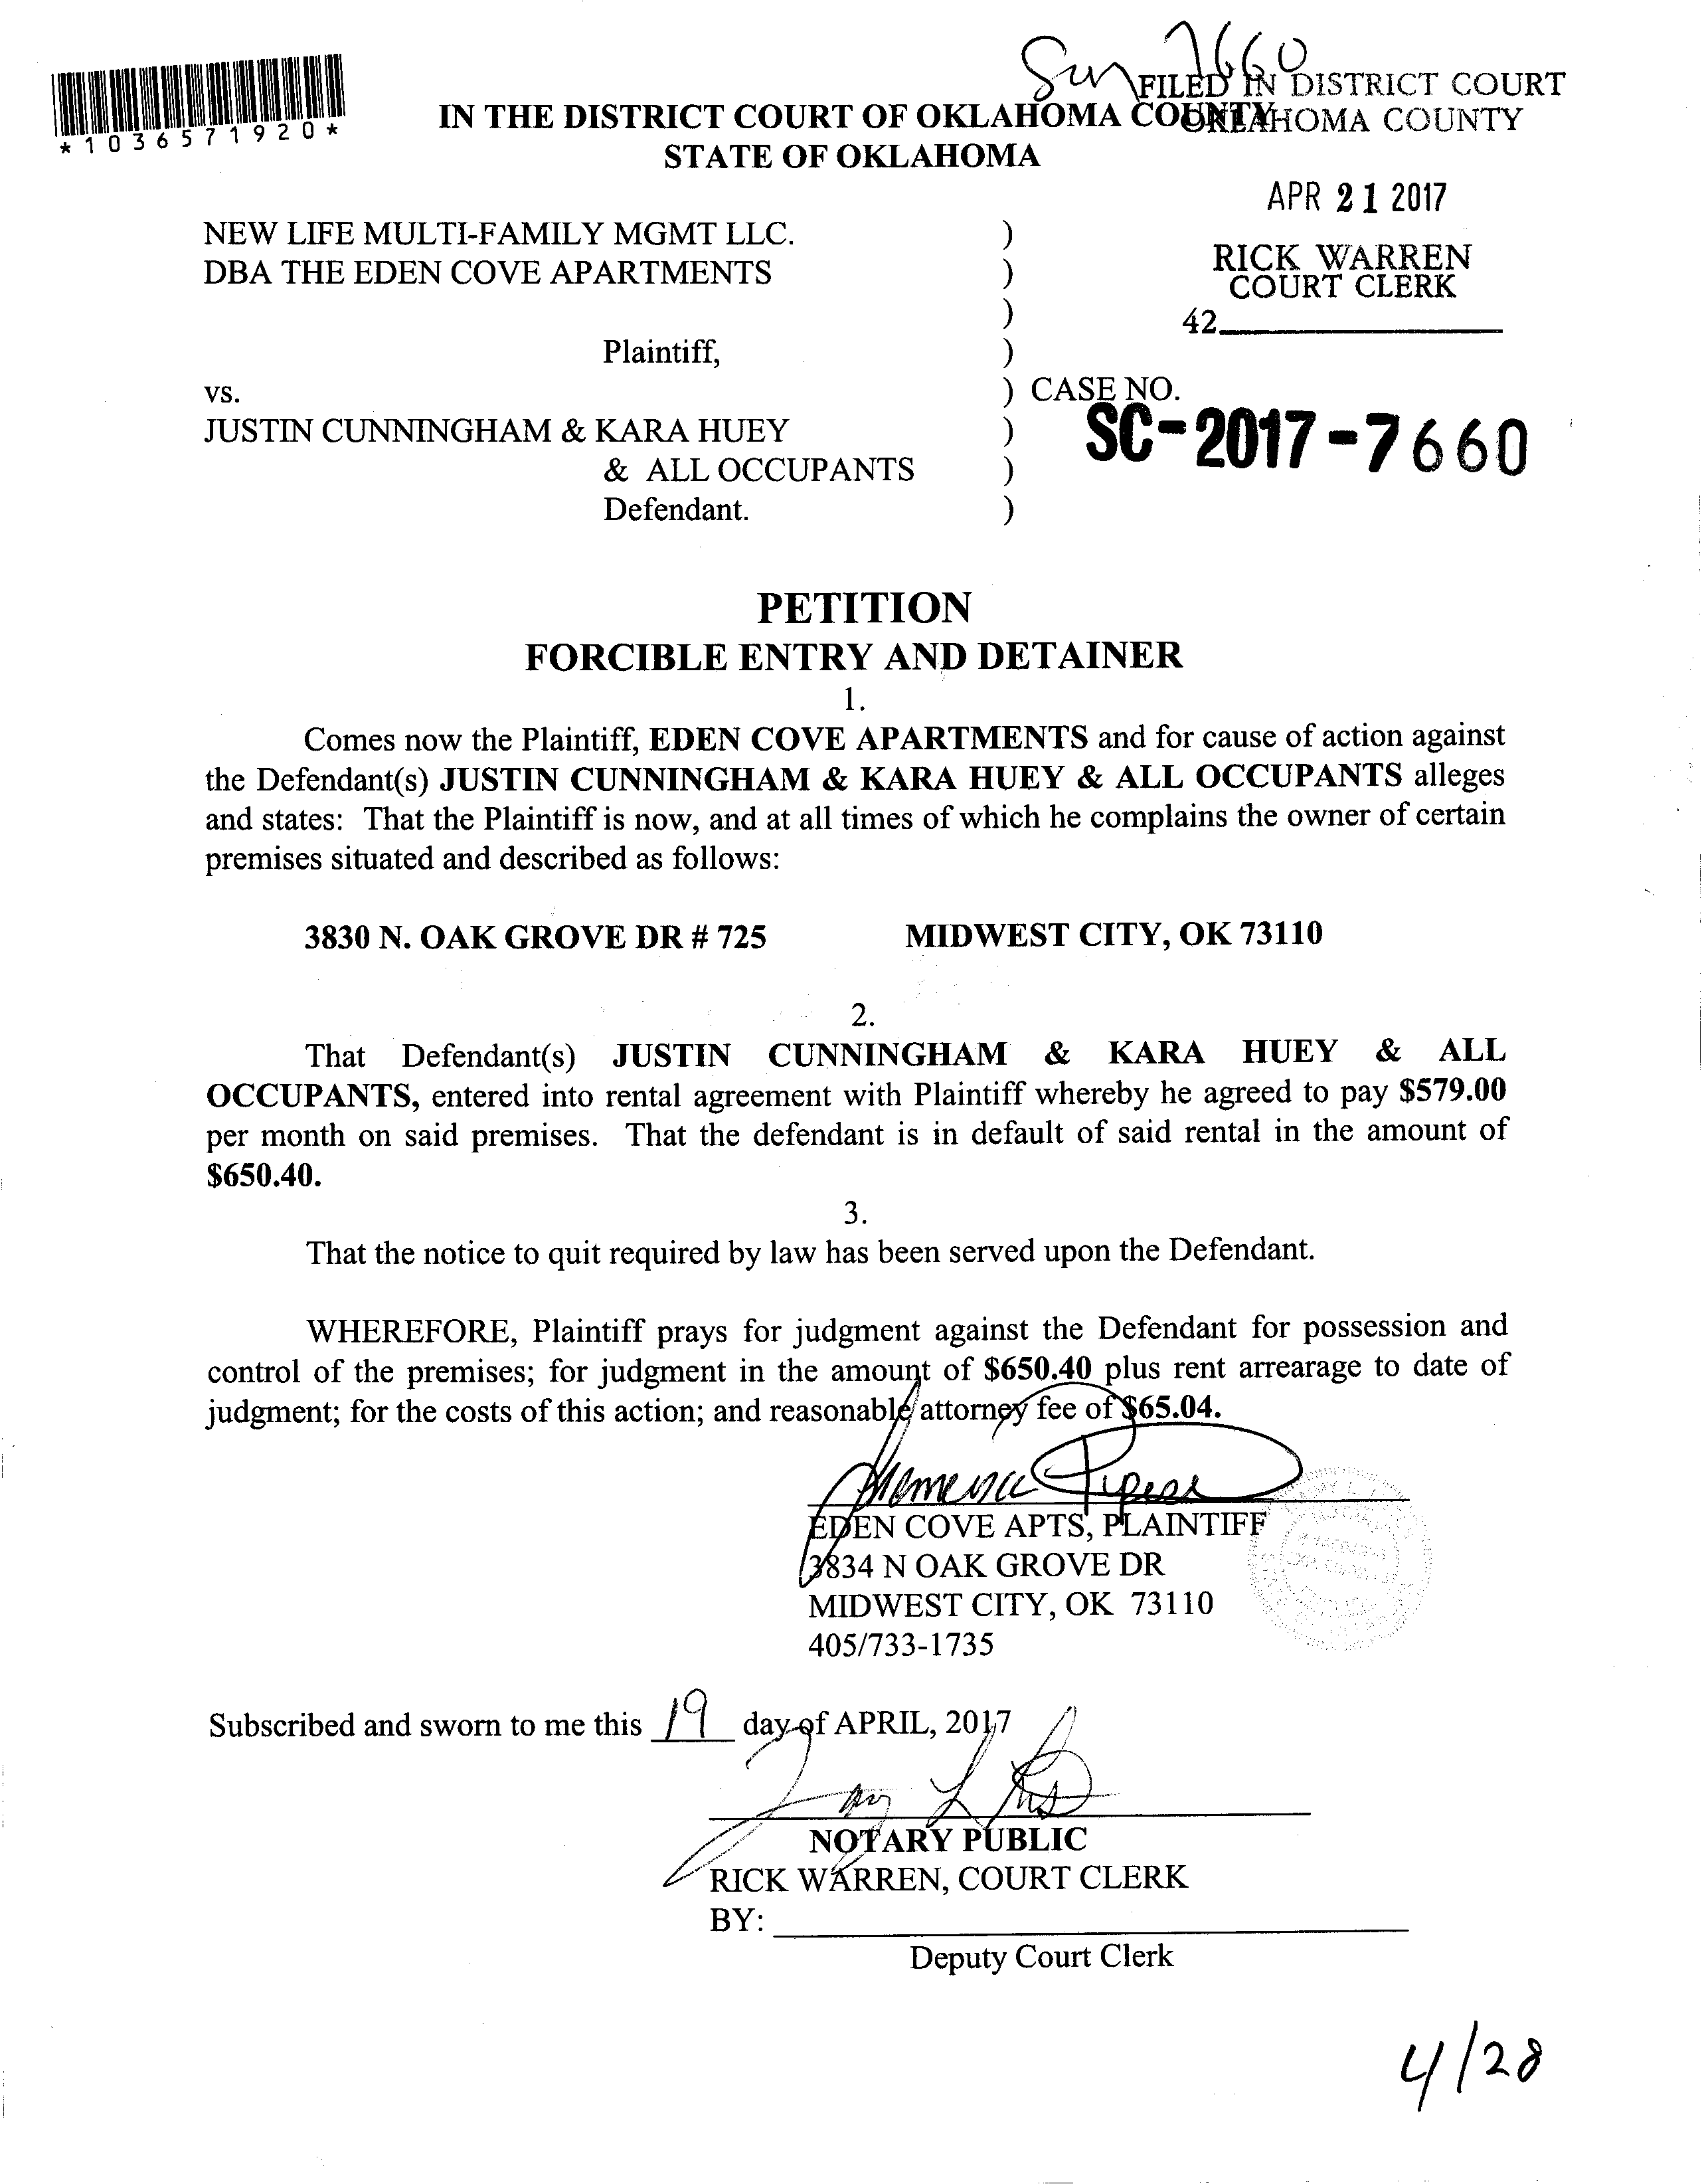 7660
FILED IN DISTRICT COURT
OKLAHOMA COUNTY
*1036571920*
IN THE DISTRICT COURT OF OKLAHOMA COUNTY
STATE OF OKLAHOMA
APR 21 2017
RICK WARREN
COURT CLERK
42
NEW LIFE MULTI-FAMILY MGMT LLC. )
DBA THE EDEN COVE APARTMENTS )
)
Plaintiff, )
vs. ) CASE NO.
JUSTIN CUNNINGHAM & KARA HUEY ) SC-2017-7660
& ALL OCCUPANTS )
Defendant. )
PETITION
FORCIBLE ENTRY AND DETAINER
1.
Comes now the Plaintiff, EDEN COVE APARTMENTS and for cause of action against
the Defendant(s) JUSTIN CUNNINGHAM & KARA HUEY & ALL OCCUPANTS alleges
and states: That the Plaintiff is now, and at all times of which he complains the owner of certain
premises situated and described as follows:
3830 N. OAK GROVE DR # 725 MIDWEST CITY, OK 73110
2.
That Defendant(s) JUSTIN CUNNINGHAM & KARA HUEY & ALL
OCCUPANTS, entered into rental agreement with Plaintiff whereby he agreed to pay $579.00
per month on said premises. That the defendant is in default of said rental in the amount of
$650.40.
3.
That the notice to quit required by law has been served upon the Defendant.
WHEREFORE, Plaintiff prays for judgment against the Defendant for possession and
control of the premises; for judgment in the amount of $650.40 plus rent arrearage to date of
judgment; for the costs of this action; and reasonable attorney fee of $65.04.
EDEN COVE APTS, PLAINTIFF
3834 N OAK GROVE DR
MIDWEST CITY, OK 73110
405/733-1735
Subscribed and sworn to me this 19 day of APRIL, 2017
NOTARY PUBLIC
RICK WARREN, COURT CLERK
BY:
Deputy Court Clerk
4/28